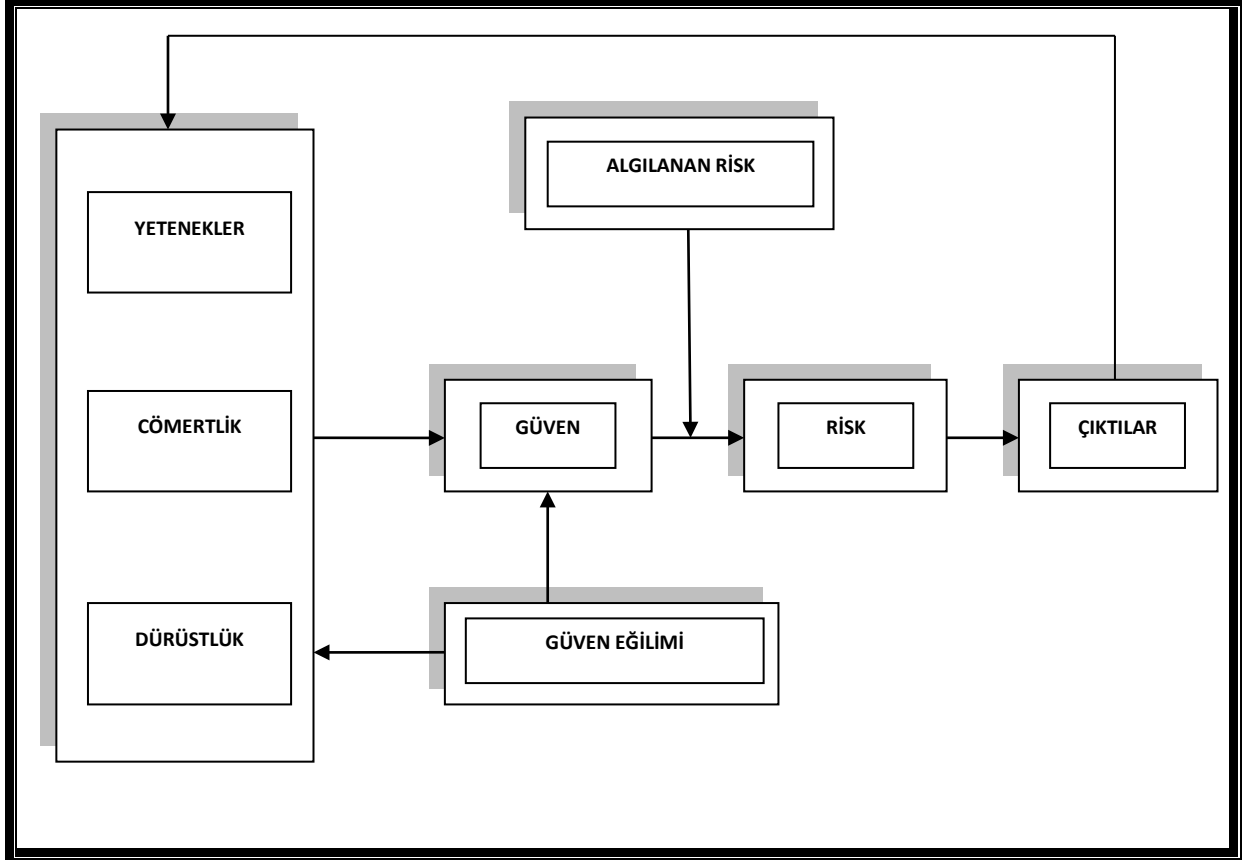 ALGILANAN RİSK
YETENEKLER
CÖMERTLİK
GÜVEN
RİSK
ÇIKTILAR
DÜRÜSTLÜK
GÜVEN EĞİLİMİ